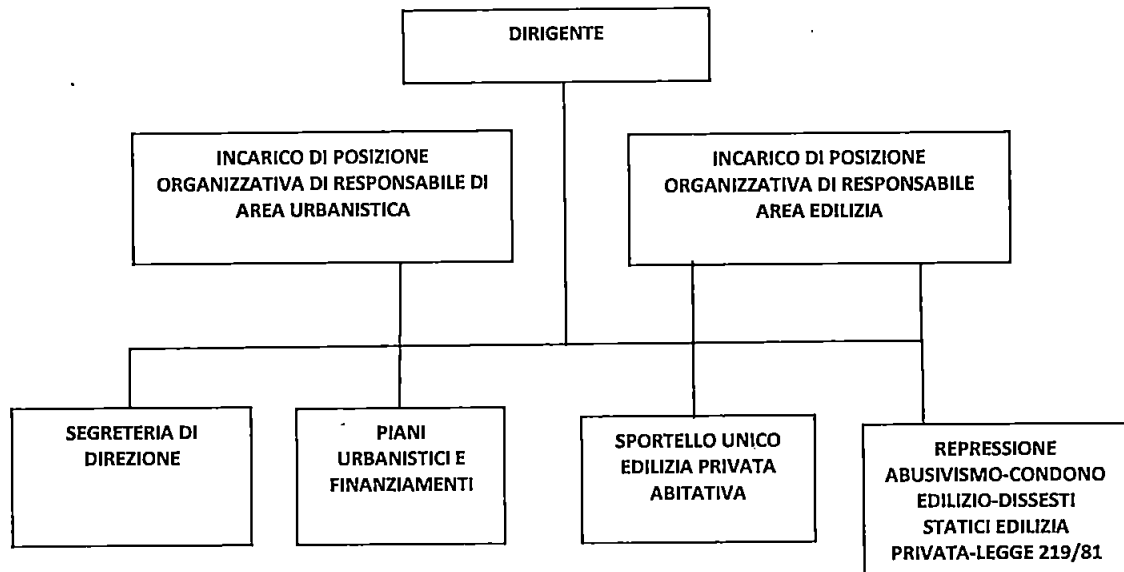 DIRIGENTE
INCARICO DI POSIZIONE
ORGANIZZATIVA DI RESPONSABILE DI
AREA URBANISTICA
INCARICO DI POSIZIONE
ORGANIZZATIVA DI RESPONSABILE
AREA EDILIZIA
SEGRETERIA DI
DIREZIONE
PIANI
URBANISTICI E
FINANZIAMENTI
SPORTELLO UNICO
EDILIZIA PRIVATA
ABITATIVA
REPRESSIONE
ABUSIVISMO-CONDONO
EDILIZIO-DISSESTI
STATICI EDILIZIA
PRIVATA-LEGGE 219/81